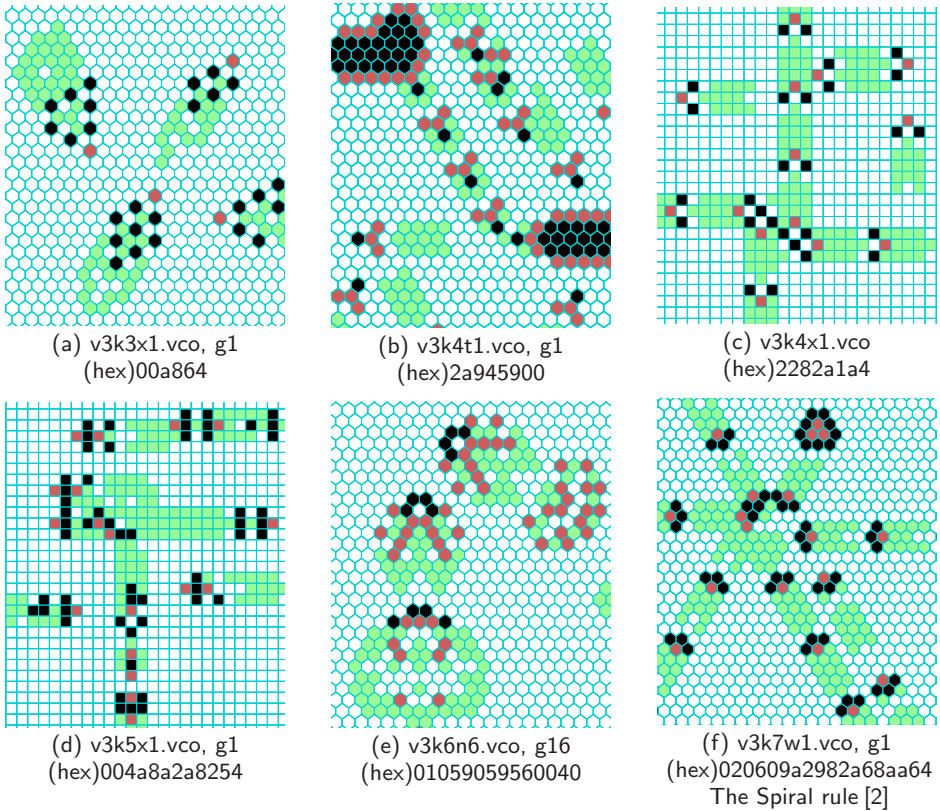 (a) v3k3x1.vco, g1
(hex)00a864
(b) v3k4t1.vco, g1
(hex)2a945900
(c) v3k4x1.vco
(hex)2282a1a4
(d) v3k5x1.vco, g1
(hex)004a8a2a8254
(e) v3k6n6.vco, g16
(hex)01059059560040
(f) v3k7w1.vco, g1
(hex)020609a2982a68aa64
The Spiral rule [2]